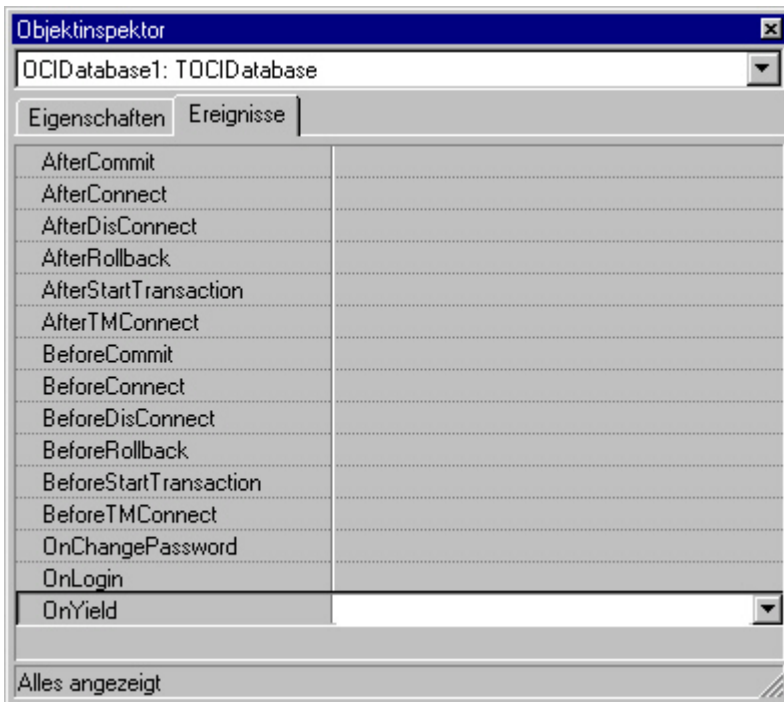 Objektinspektor
OCIDatabase1: TOCIDatabase
Eigenschaften Ereignisse
AfterCommit
AfterConnect
AfterDisConnect
AfterRollback
AfterStartTransaction
AfterTMConnect
BeforeCommit
BeforeConnect
BeforeDisConnect
BeforeRollback
BeforeStartTransaction
BeforeTMConnect
OnChangePassword
OnLogin
OnYield
Alles angezeigt